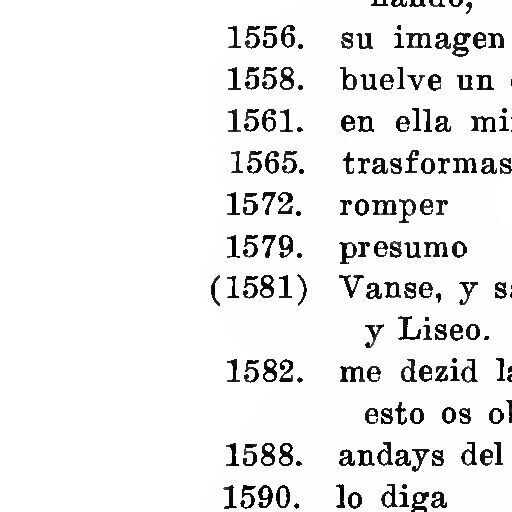 1556. su imagen
1558. buelve un
1561. en ella
1565. trasformas
1572. romper
1579. presumo
(1581) Vanse, y
y Liseo.
1582. me dezid
esto os
1588. andays del
1590. lo diga